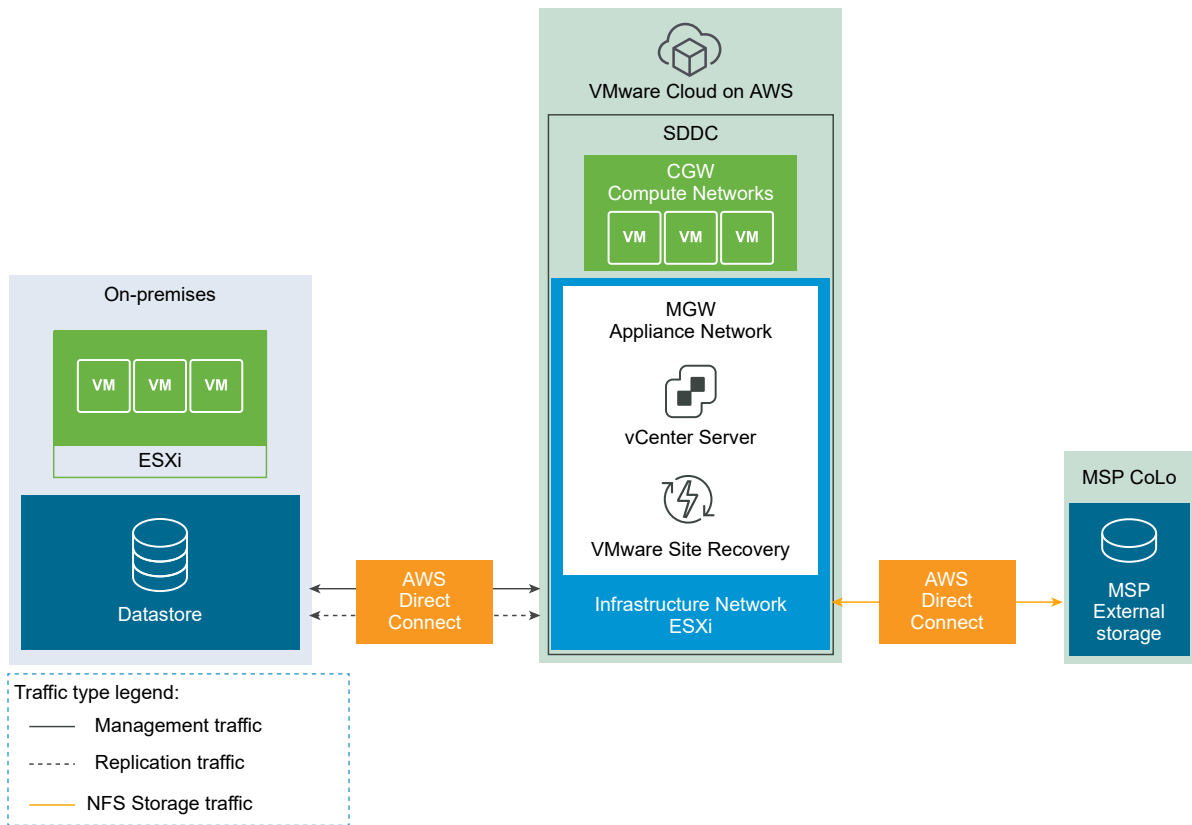 VMware Cloud on AWS
SDDC
CGW
Compute Networks
VM VM VM
MGW
Appliance Network
vCenter Server
VMware Site Recovery
Infrastructure Network
ESXi
On-premises
VM VM VM
ESXi
Datastore
AWS
Direct
Connect
AWS
Direct
Connect
MSP CoLo
MSP
External
storage
Traffic type legend:
Management traffic
Replication traffic
NFS Storage traffic